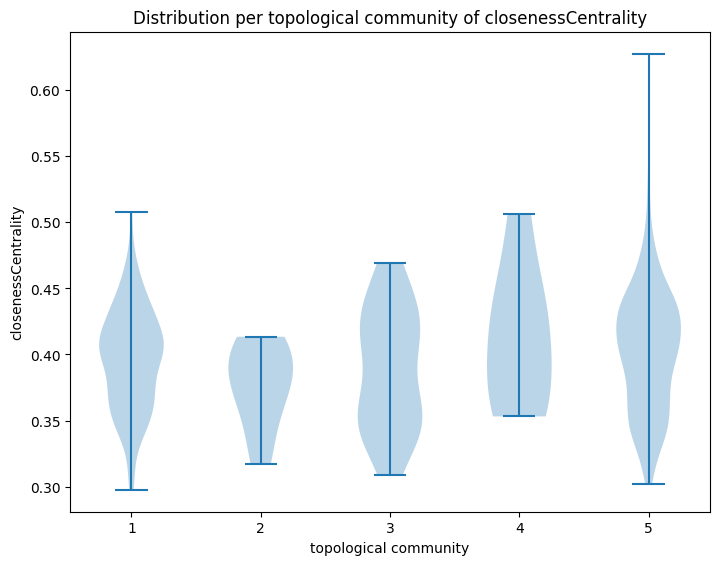 Distribution per topological community of closenessCentrality
closenessCentrality
0.60
0.55
0.50
0.45
0.40
0.35
0.30
1 2 3 4 5
topological community